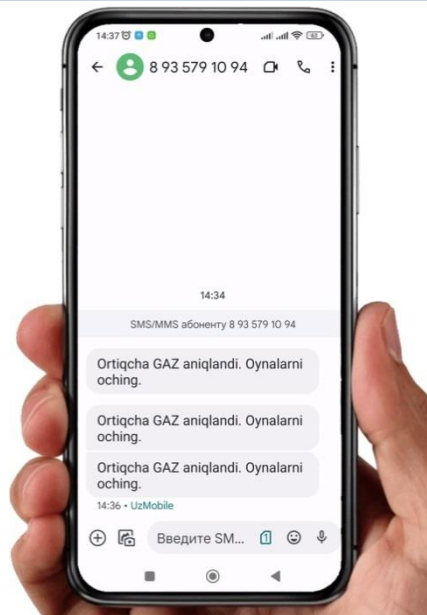 14:37
8 93 579 10 94
14:34
SMS/MMS абоненту 8 93 579 10 94
Ortiqcha GAZ aniqlandi. Oynalarni
oching.
Ortiqcha GAZ aniqlandi. Oynalarni
oching.
Ortiqcha GAZ aniqlandi. Oynalarni
oching.
14:36 • UzMobile
Введите SM...
1